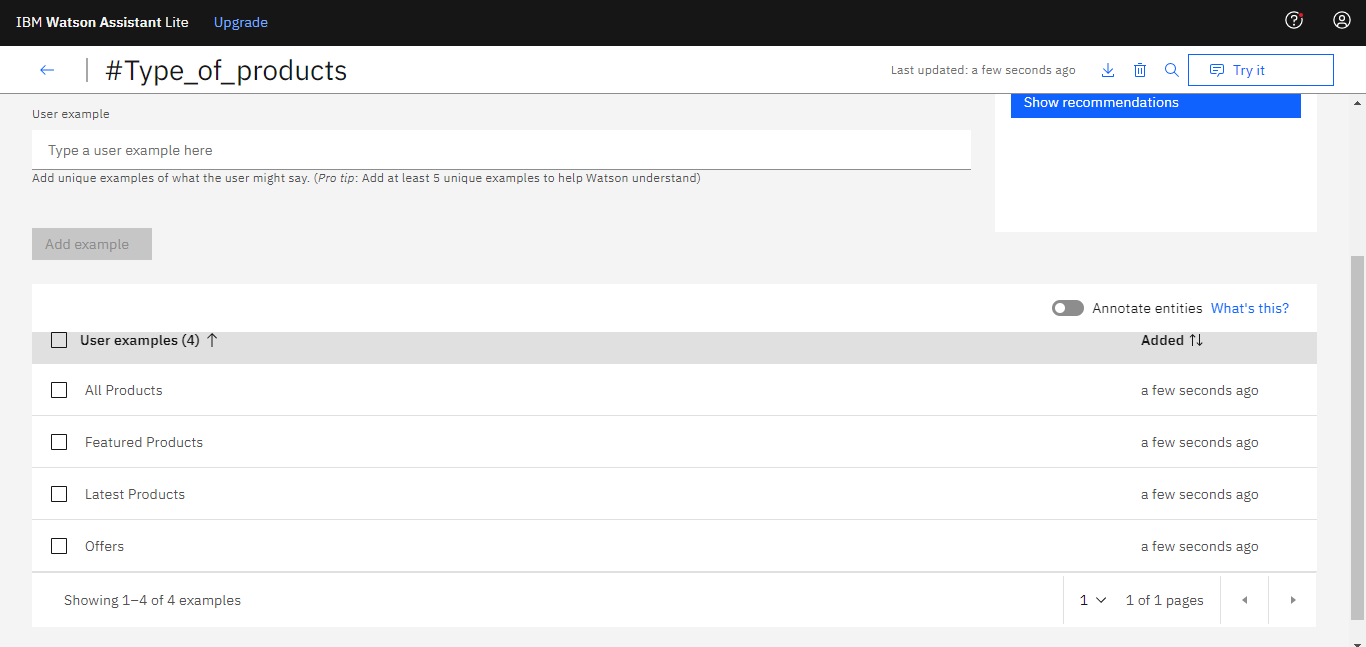 IBM Watson Assistant Lite Upgrade
#Type_of_products Last updated: a few seconds ago Try it
Show recommendations
User example
Type a user example here
Add unique examples of what the user might say. (Pro tip: Add at least 5 unique examples to help Watson understand)
Add example
Annotate entities What's this?
User examples (4) Added
All Products a few seconds ago
Featured Products a few seconds ago
Latest Products a few seconds ago
Offers a few seconds ago
Showing 1–4 of 4 examples 1 1 of 1 pages